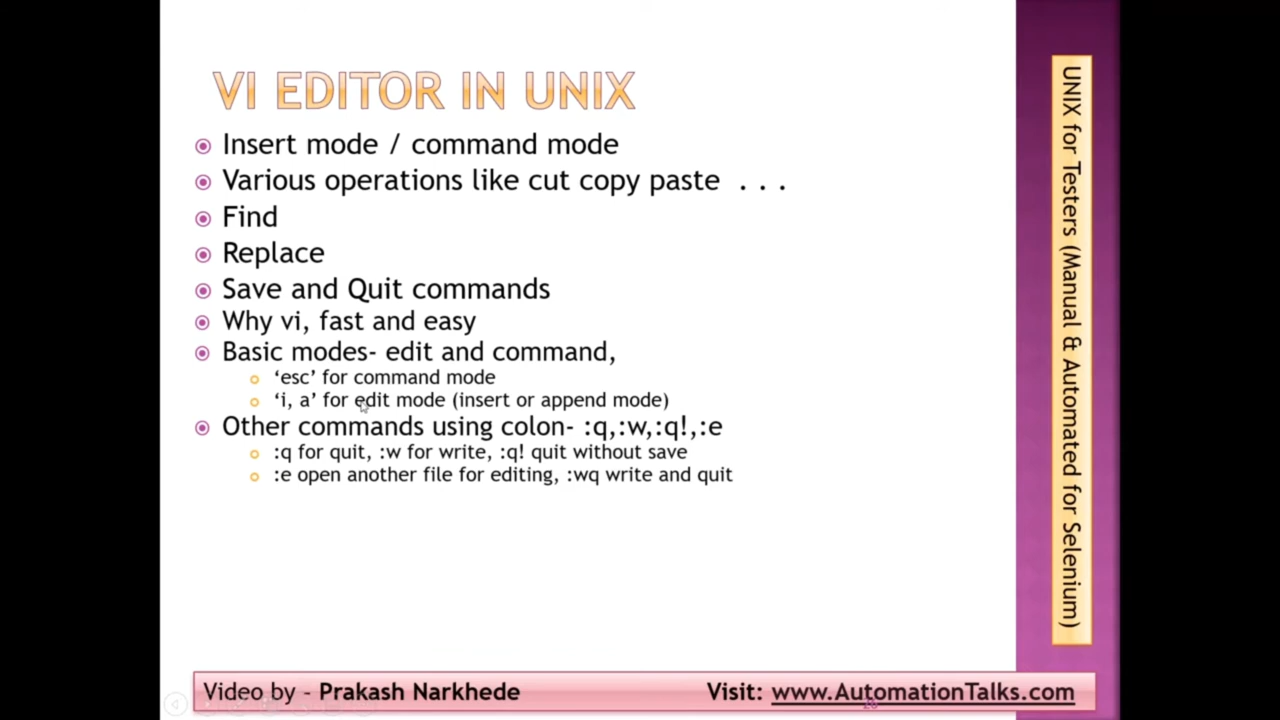 VI EDITOR IN UNIX
Insert mode / command mode
Various operations like cut copy paste . . .
Find
Replace
Save and Quit commands
Why vi, fast and easy
Basic modes- edit and command,
‘esc’ for command mode
‘i, a’ for edit mode (insert or append mode)
Other commands using colon- :q,:w,:q!,:e
:q for quit, :w for write, :q! quit without save
:e open another file for editing, :wq write and quit
UNIX for Testers (Manual & Automated for Selenium)
Video by - Prakash Narkhede
Visit: www.AutomationTalks.com